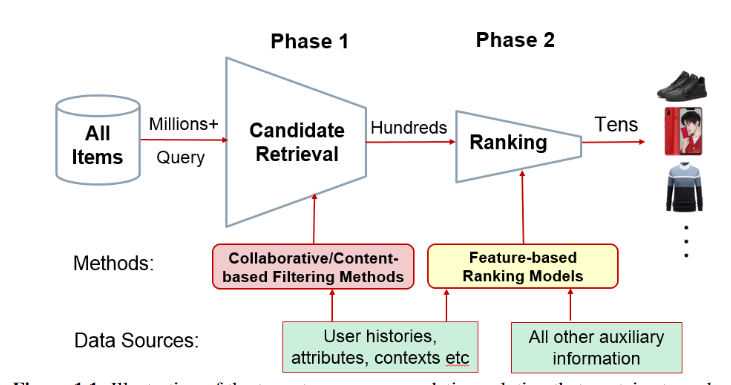 Phase 1
Phase 2
All
Items
Millions+
Query
Candidate
Retrieval
Hundreds
Ranking
Tens
Methods:
Collaborative/Content-
based Filtering Methods
Feature-based
Ranking Models
Data Sources:
User histories,
attributes, contexts etc
All other auxiliary
information